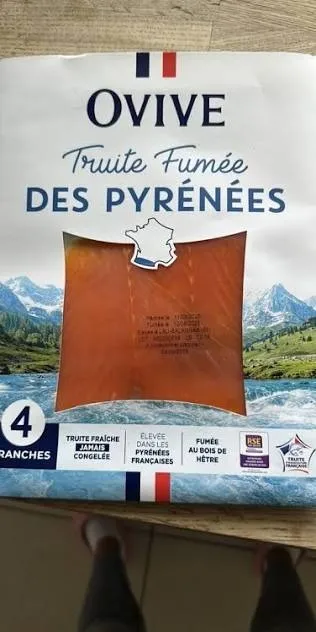 OVIVE
Truite Fumée
DES PYRÉNÉES
4
RANCHES
TRUITE FRAÎCHE
JAMAIS
CONGELÉE
ÉLEVÉE
DANS LES
PYRÉNÉES
FRANÇAISES
FUMÉE
AU BOIS DE
HÊTRE
RSE
TRUITE
FRANÇAISE